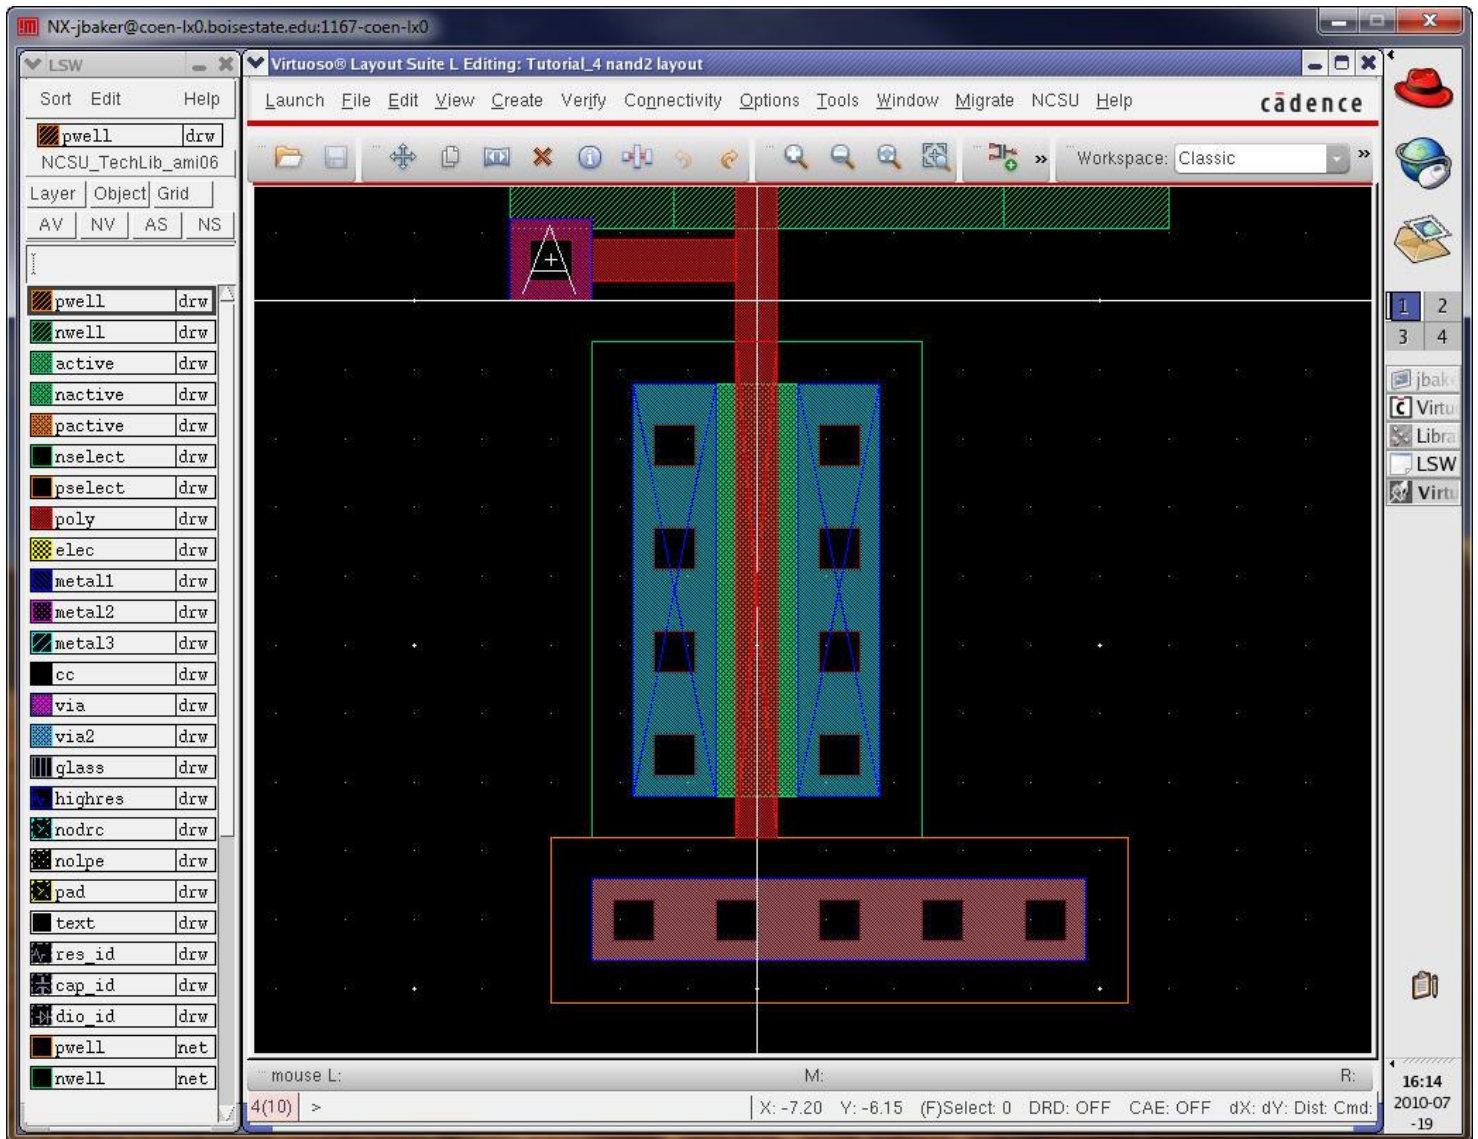 NX-jbaker@coen-lx0.boisestate.edu:1167-coen-lx0
LSW
Sort Edit Help
pwell drw
NCSU_TechLib_ami06
Layer Object Grid
AV NV AS NS
pwell drw
nwell drw
active drw
nactive drw
pactive drw
nselect drw
pselect drw
poly drw
elec drw
metal1 drw
metal2 drw
metal3 drw
cc drw
via drw
via2 drw
glass drw
highres drw
nodrc drw
nolpe drw
pad drw
text drw
res_id drw
cap_id drw
dio_id drw
pwell net
nwell net
Virtuoso® Layout Suite L Editing: Tutorial_4 nand2 layout
Launch File Edit View Create Verify Connectivity Options Tools Window Migrate NCSU Help cādence
» Workspace: Classic »
A
mouse L: M: R:
4(10) > X: -7.20 Y: -6.15 (F)Select: 0 DRD: OFF CAE: OFF dX: dY: Dist: Cmd:
1 2
3 4
jbake
Virtu
Libra
LSW
Virtu
16:14
2010-07
-19